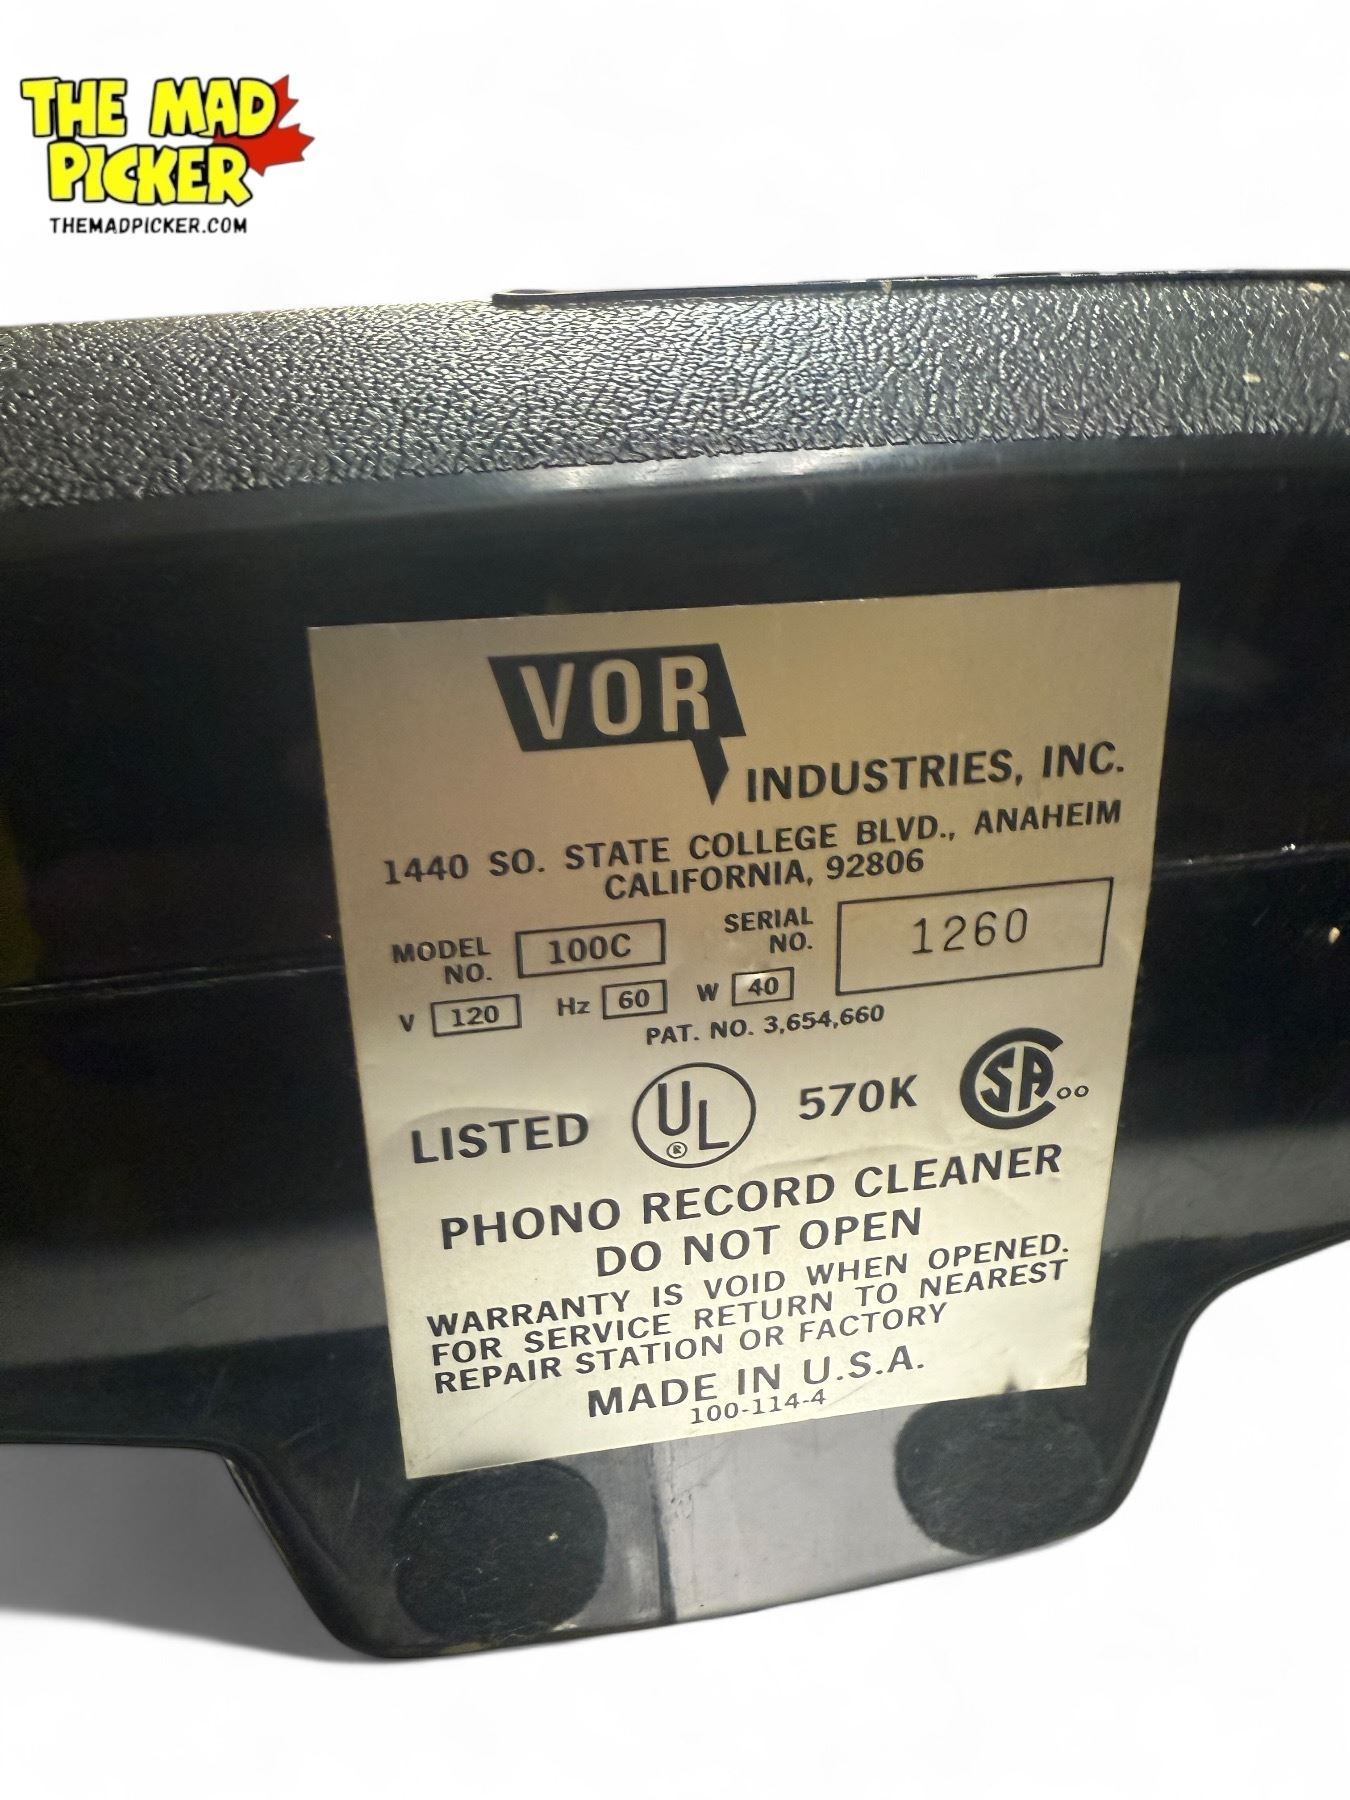 THE MAD
PICKER
THEMADPICKER.COM
VOR
INDUSTRIES, INC.
1440 SO. STATE COLLEGE BLVD., ANAHEIM
CALIFORNIA, 92806
MODEL NO. 100C SERIAL NO. 1260
V 120 Hz 60 W 40
PAT. NO. 3,654,660
LISTED UL ® 570K CSA oo
PHONO RECORD CLEANER
DO NOT OPEN
WARRANTY IS VOID WHEN OPENED.
FOR SERVICE RETURN TO NEAREST
REPAIR STATION OR FACTORY
MADE IN U.S.A.
100-114-4